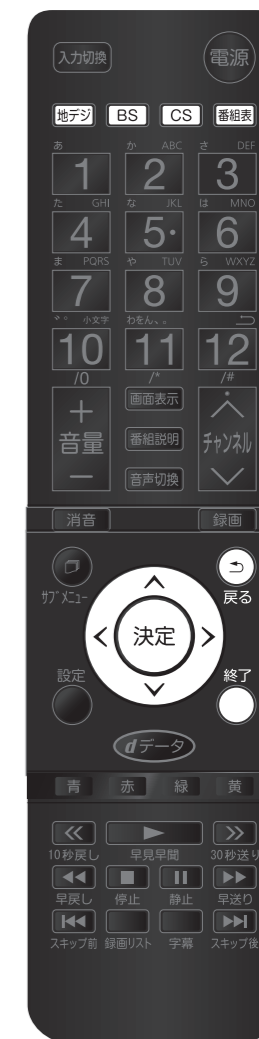 入力切換 電源
地デジ BS CS 番組表
あ か ABC さ DEF
1 2 3
た GHI な JKL は MNO
4 5 6
ま PQRS や TUV ら WXYZ
7 8 9
小文字 わをん、。
10 11 12
/0 /* /#
+ 画面表示
音量 番組説明 チャンネル
− 音声切換
消音 録画
サブメニュー 戻る
決定
設定 終了
dデータ
青 赤 緑 黄
10秒戻し 早見早聞 30秒送り
早戻し 停止 静止 早送り
スキップ前 録画リスト 字幕 スキップ後